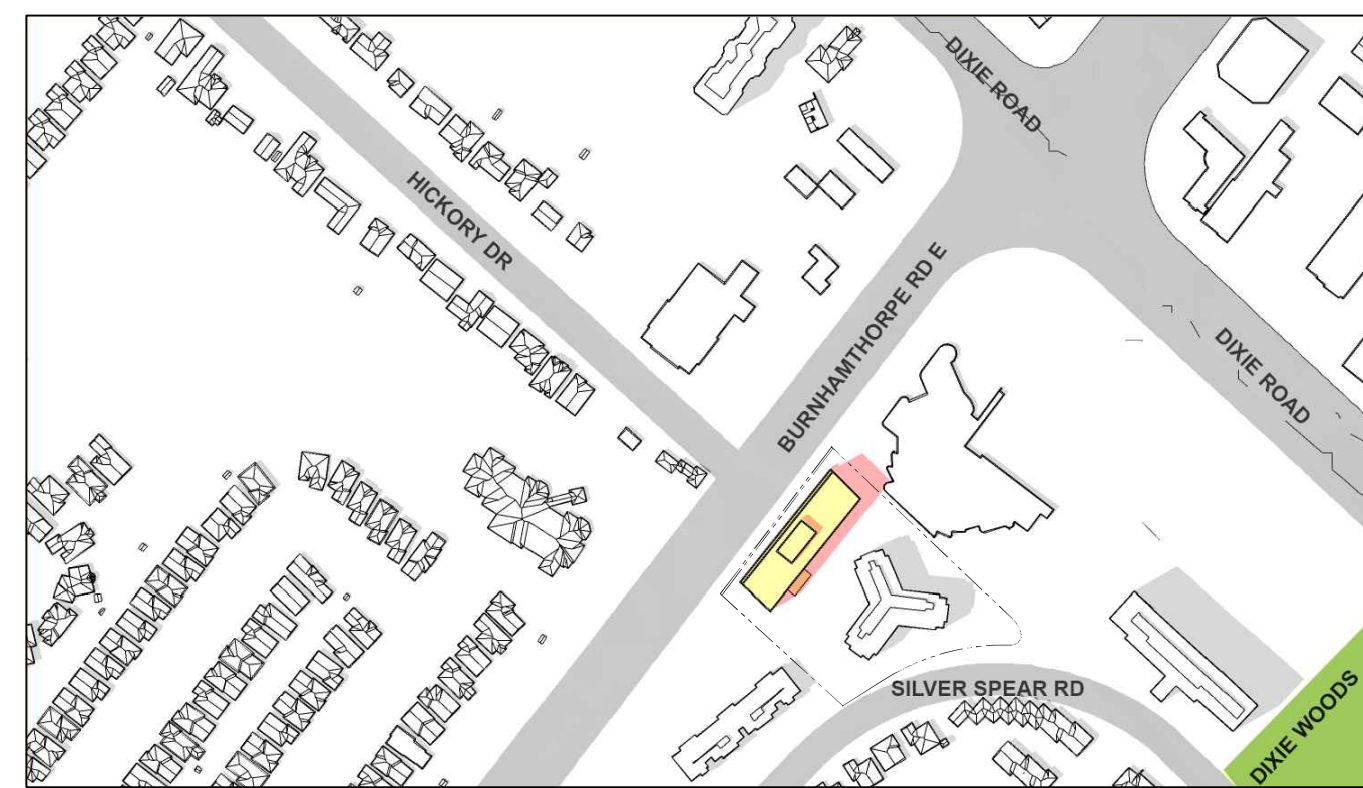 DIXIE ROAD
HICKORY DR
BURNHAMTHORPE RD E
DIXIE ROAD
SILVER SPEAR RD
DIXIE WOODS